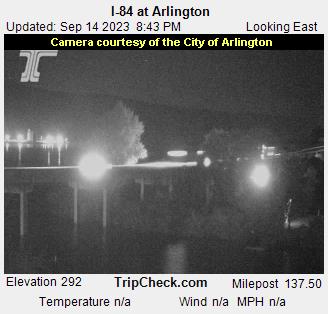 I-84 at Arlington
Updated: Sep 14 2023 8:43 PM Looking East
Camera courtesy of the City of Arlington
Elevation 292 TripCheck.com Milepost 137.50
Temperature n/a Wind n/a MPH n/a